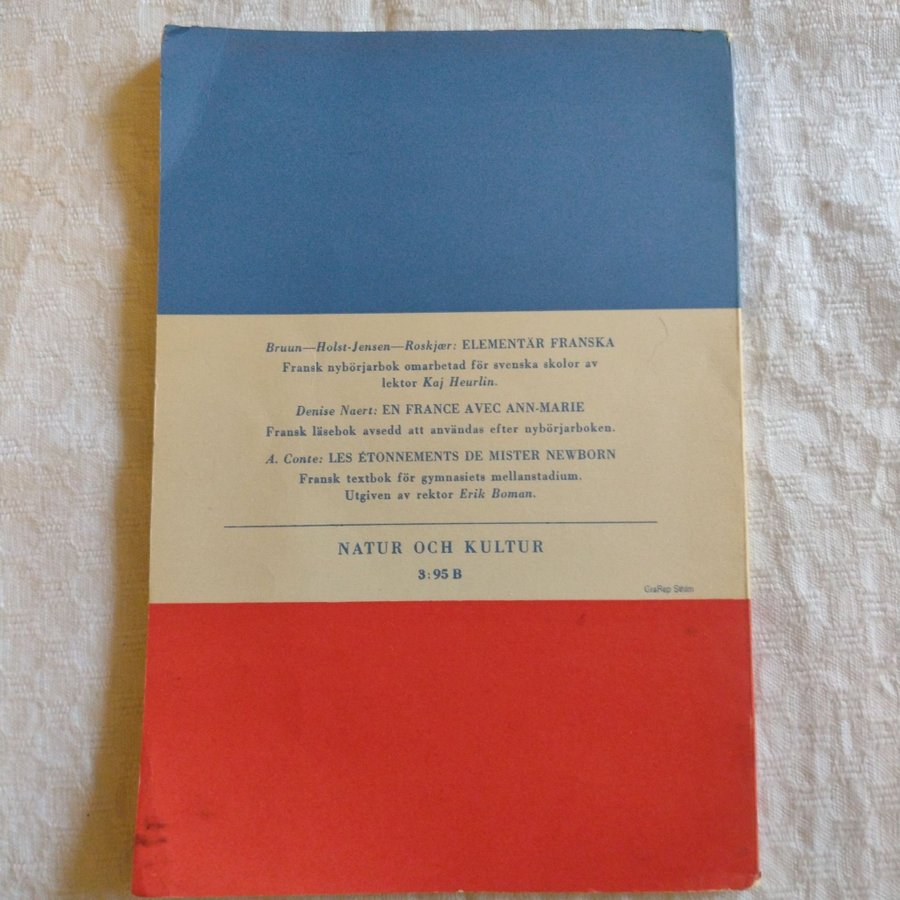 Bruun—Holst-Jensen—Roskjær: ELEMENTÄR FRANSKA
Fransk nybörjarbok omarbetad för svenska skolor av
lektor Kaj Heurlin.
Denise Naert: EN FRANCE AVEC ANN-MARIE
Fransk läsebok avsedd att användas efter nybörjarboken.
A. Conte: LES ÉTONNEMENTS DE MISTER NEWBORN
Fransk textbok för gymnasiets mellanstadium.
Utgiven av rektor Erik Boman.
NATUR OCH KULTUR
3:95 B
GraRep Sthlm